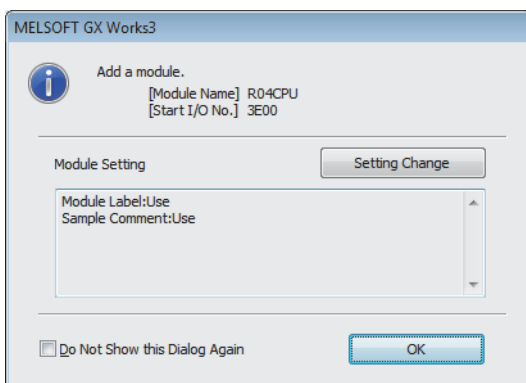 MELSOFT GX Works3
Add a module.
[Module Name] R04CPU
[Start I/O No.] 3E00
Module Setting
Setting Change
Module Label:Use
Sample Comment:Use
Do Not Show this Dialog Again
OK